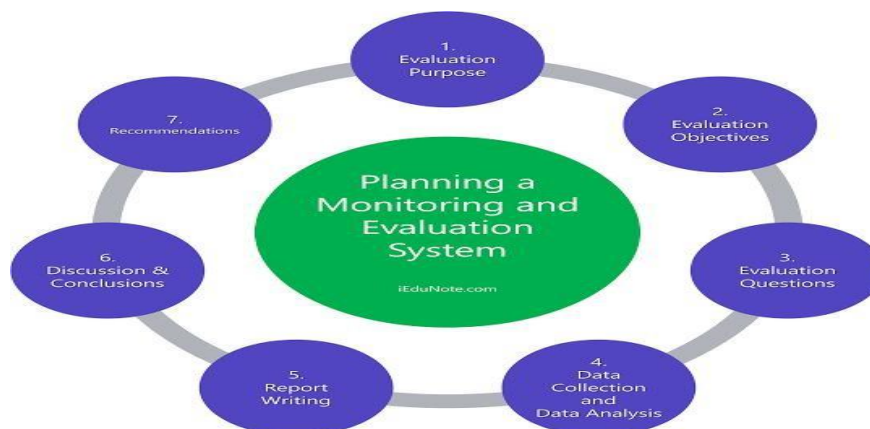 1.
Evaluation
Purpose
2.
Evaluation
Objectives
3.
Evaluation
Questions
4.
Data
Collection
and
Data Analysis
5.
Report
Writing
6.
Discussion &
Conclusions
7.
Recommendations
Planning a
Monitoring and
Evaluation
System
iEduNote.com